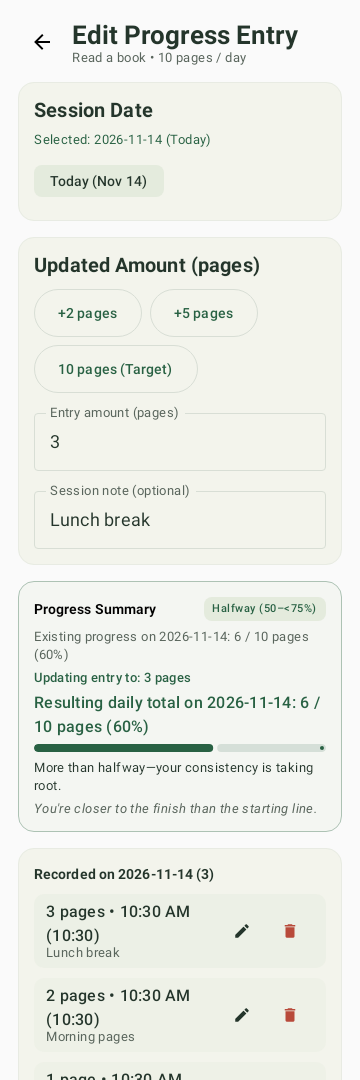 Edit Progress Entry
Read a book • 10 pages / day
Session Date
Selected: 2026-11-14 (Today)
Today (Nov 14)
Updated Amount (pages)
+2 pages
+5 pages
10 pages (Target)
Entry amount (pages)
3
Session note (optional)
Lunch break
Progress Summary
Halfway (50–<75%)
Existing progress on 2026-11-14: 6 / 10 pages
(60%)
Updating entry to: 3 pages
Resulting daily total on 2026-11-14: 6 /
10 pages (60%)
More than halfway—your consistency is taking
root.
You're closer to the finish than the starting line.
Recorded on 2026-11-14 (3)
3 pages • 10:30 AM
(10:30)
Lunch break
2 pages • 10:30 AM
(10:30)
Morning pages
1 page • 10:30 AM